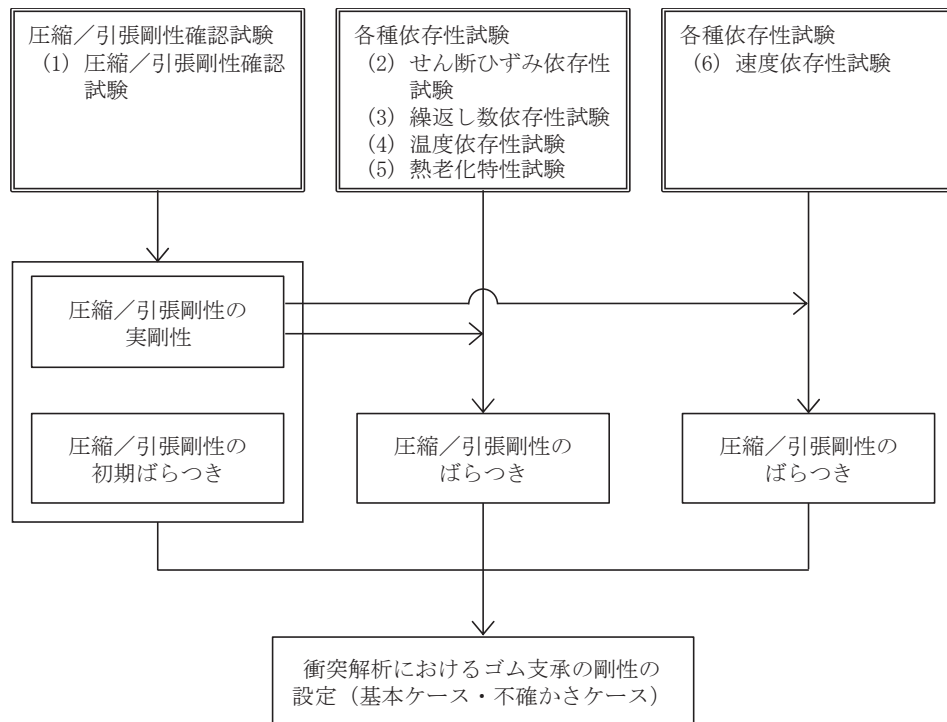 圧縮／引張剛性確認試験
(1) 圧縮／引張剛性確認
試験
各種依存性試験
(2) せん断ひずみ依存性
試験
(3) 繰返し数依存性試験
(4) 温度依存性試験
(5) 熱老化特性試験
各種依存性試験
(6) 速度依存性試験
圧縮／引張剛性の
実剛性
圧縮／引張剛性の
初期ばらつき
圧縮／引張剛性の
ばらつき
圧縮／引張剛性の
ばらつき
衝突解析におけるゴム支承の剛性の
設定（基本ケース・不確かさケース）